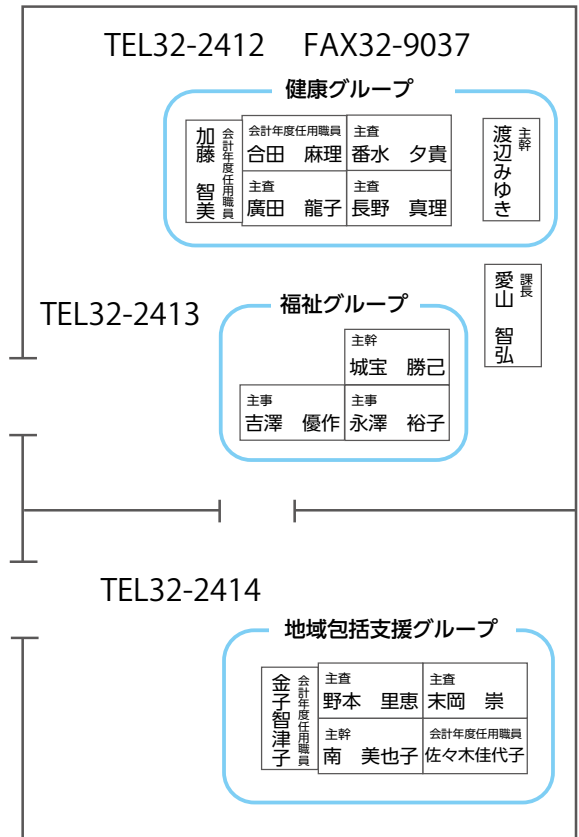 TEL32-2412 FAX32-9037
健康グループ
会計年度任用職員
加藤 智美
会計年度任用職員
合田 麻理
主査
番水 夕貴
主査
廣田 龍子
主査
長野 真理
主幹
渡辺みゆき
課長
愛山 智弘
TEL32-2413
福祉グループ
主幹
城宝 勝己
主事
吉澤 優作
主事
永澤 裕子
TEL32-2414
地域包括支援グループ
会計年度任用職員
金子智津子
主査
野本 里恵
主査
末岡 崇
主幹
南 美也子
会計年度任用職員
佐々木佳代子